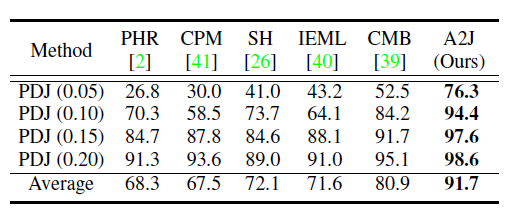 Method PHR [2] CPM [41] SH [26] IEML [40] CMB [39] A2J (Ours)
PDJ (0.05) 26.8 30.0 41.0 43.2 52.5 76.3
PDJ (0.10) 70.3 58.5 73.7 64.1 84.2 94.4
PDJ (0.15) 84.7 87.8 84.6 88.1 91.7 97.6
PDJ (0.20) 91.3 93.6 89.0 91.0 95.1 98.6
Average 68.3 67.5 72.1 71.6 80.9 91.7